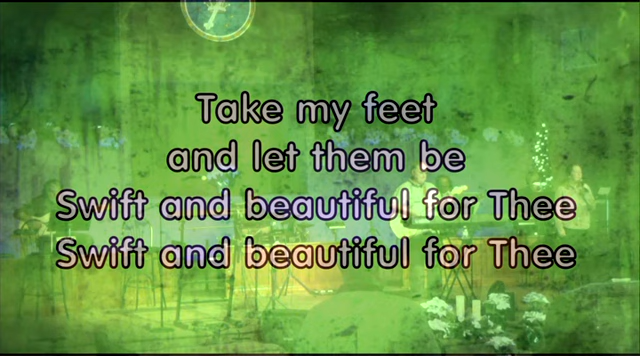 Take my feet
and let them be
Swift and beautiful for Thee
Swift and beautiful for Thee